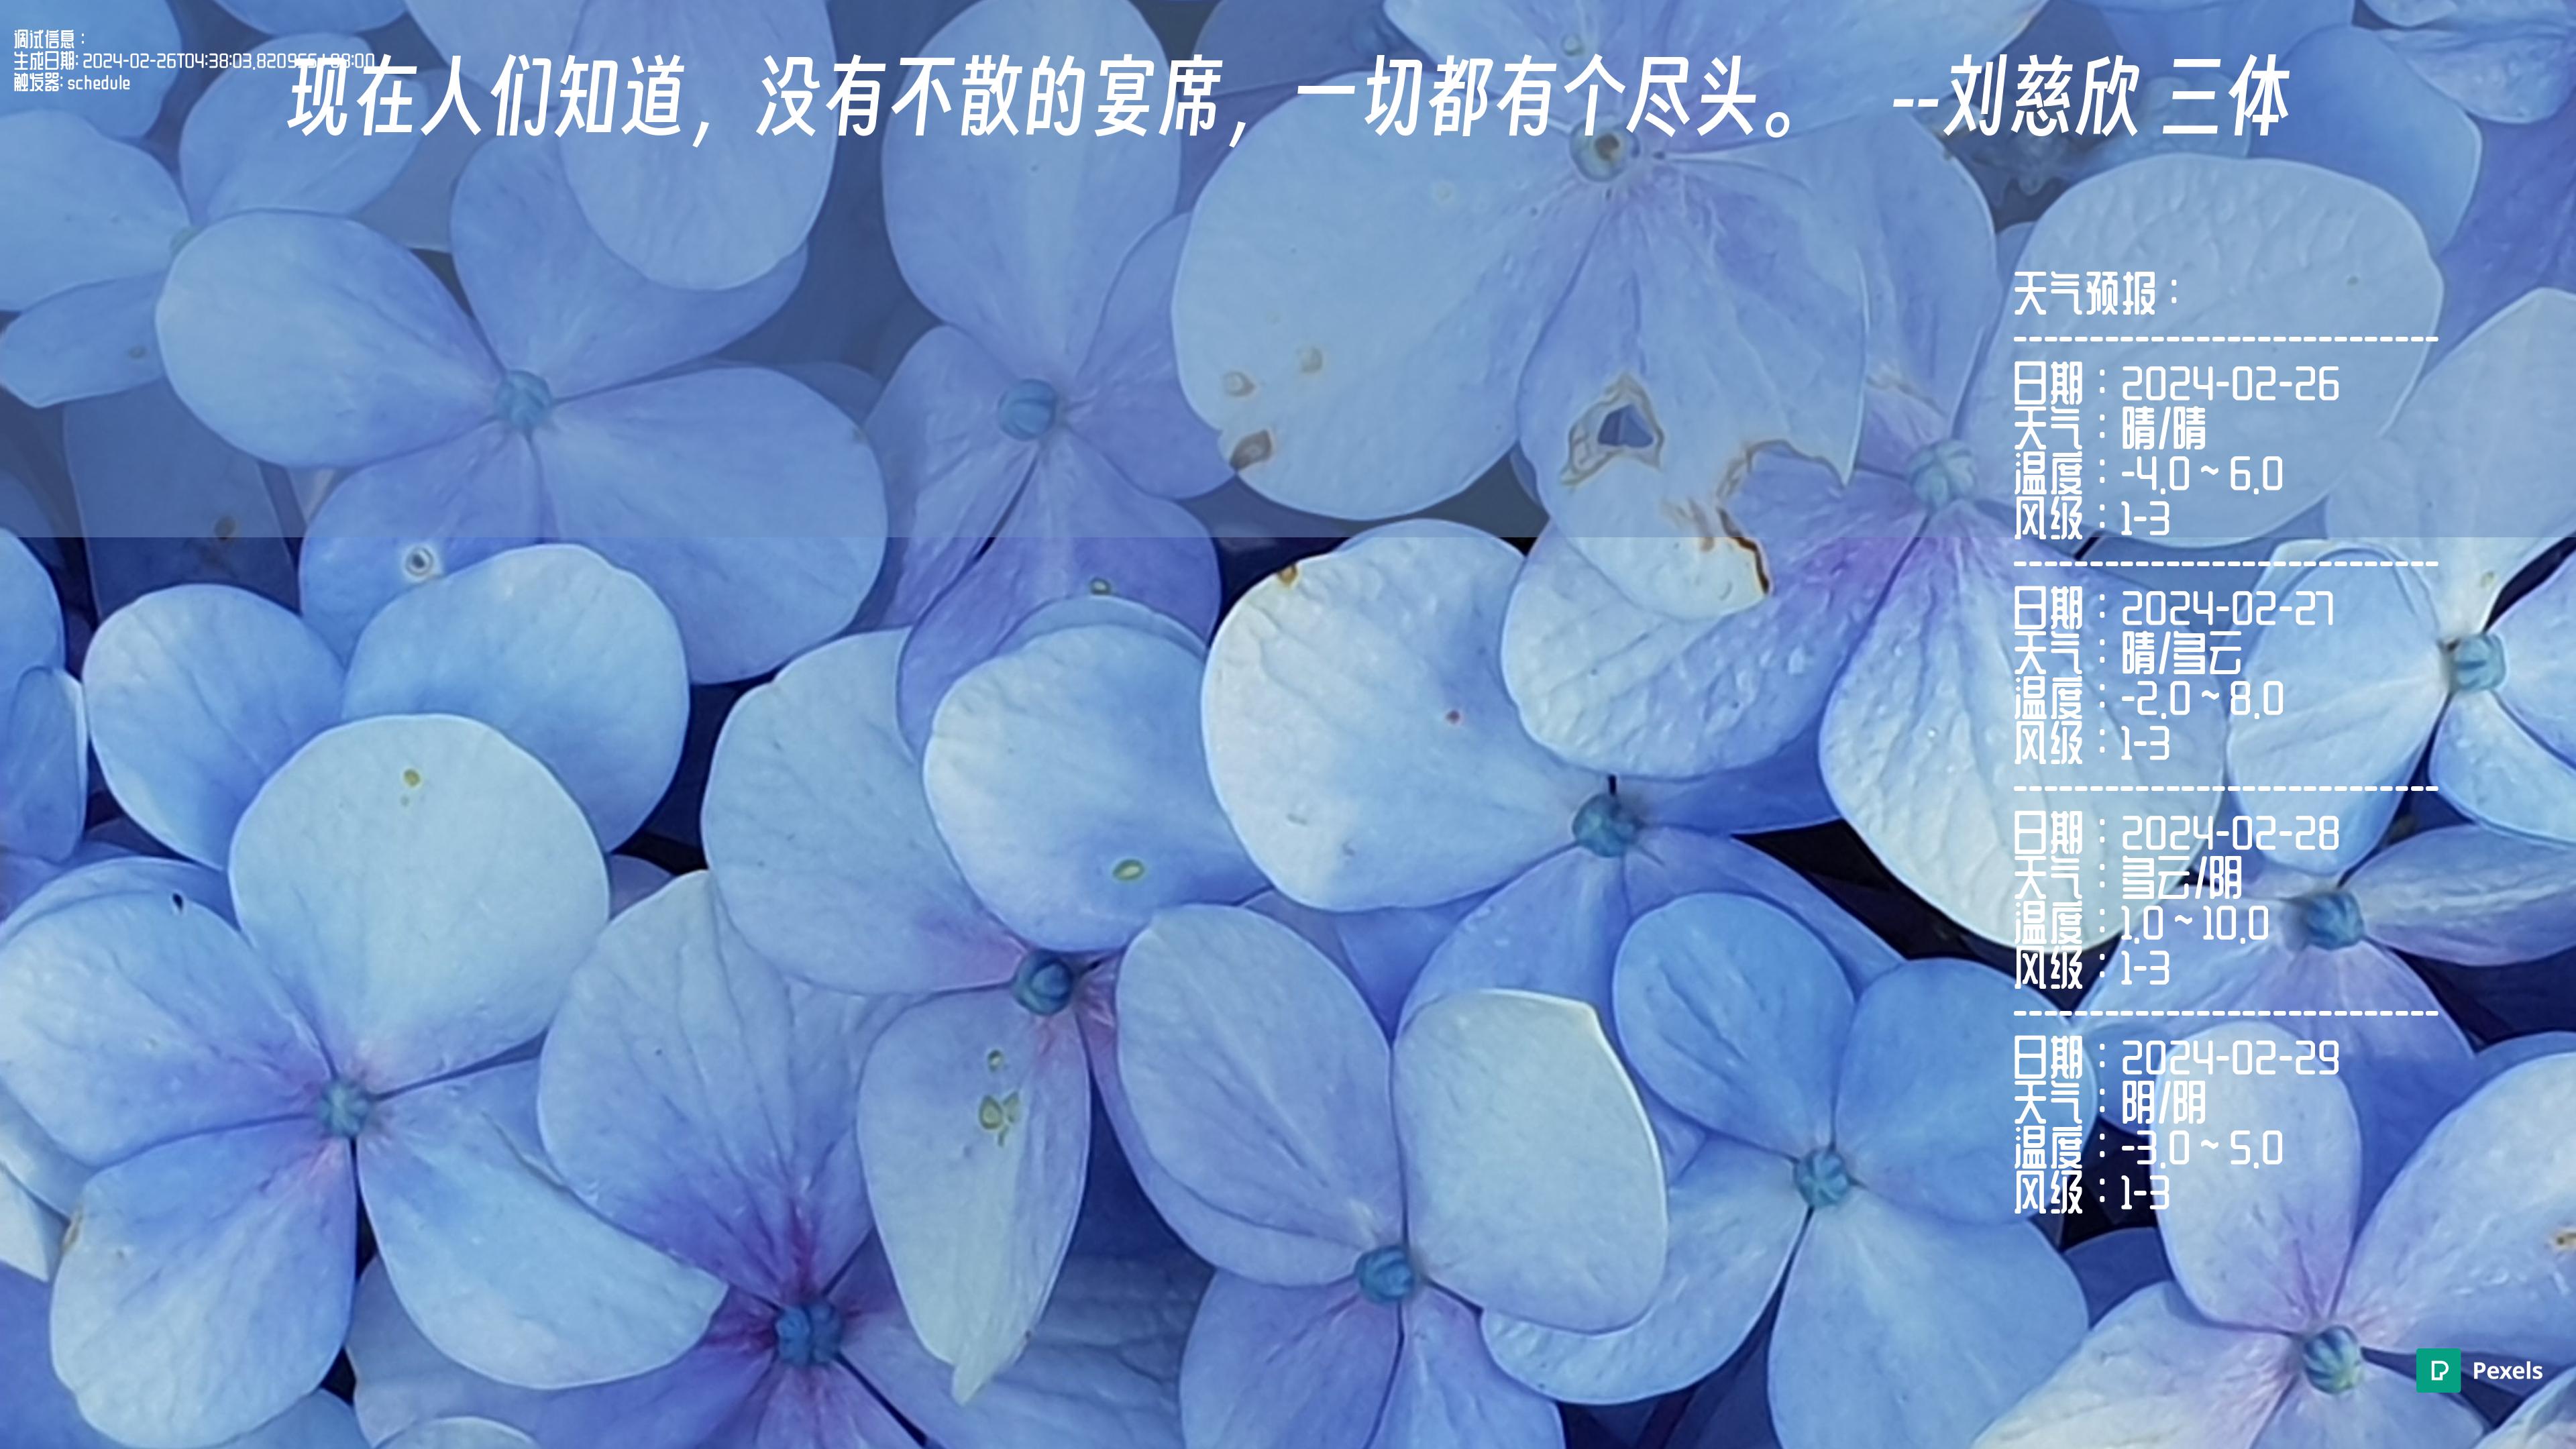 调试信息：
生成日期: 2024-02-26T04:38:03.820955+08:00
触发器: schedule
现在人们知道，没有不散的宴席，一切都有个尽头。 --刘慈欣 三体
天气预报：
----------------------------
日期：2024-02-26
天气：晴/晴
温度：-4.0 ~ 6.0
风级：1-3
----------------------------
日期：2024-02-27
天气：晴/多云
温度：-2.0 ~ 8.0
风级：1-3
----------------------------
日期：2024-02-28
天气：多云/阴
温度：1.0 ~ 10.0
风级：1-3
----------------------------
日期：2024-02-29
天气：阴/阴
温度：-3.0 ~ 5.0
风级：1-3
Pexels